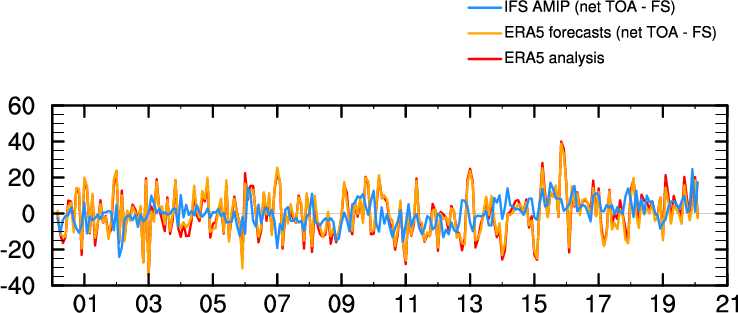 IFS AMIP (net TOA - FS)
ERA5 forecasts (net TOA - FS)
ERA5 analysis
60
40
20
0
-20
-40
01 03 05 07 09 11 13 15 17 19 21